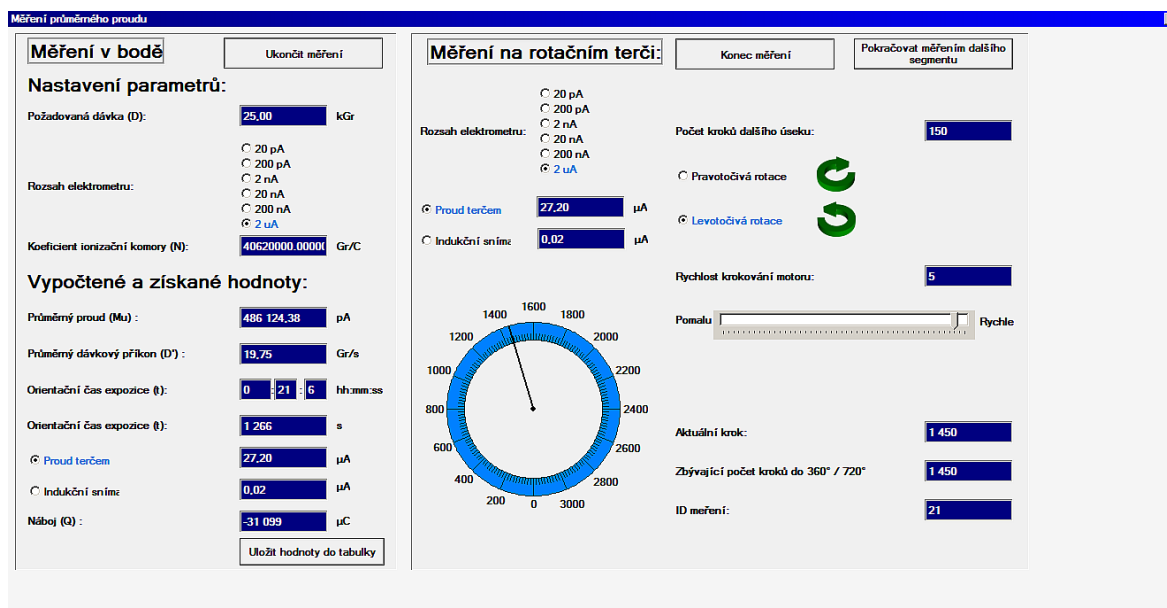 Měření průměrného proudu
Měření v bodě
Ukončit měření
Nastavení parametrů:
Požadovaná dávka (D): 25,00 kGr
Rozsah elektrometru:
20 pA
200 pA
2 nA
20 nA
200 nA
2 uA
Koeficient ionizační komory (N): 40620000.0000( Gr/C
Vypočtené a získané hodnoty:
Průměrný proud (Mu) : 486 124,38 pA
Průměrný dávkový příkon (D') : 19,75 Gr/s
Orientační čas expozice (t): 0 : 21 : 6 hh:mm:ss
Orientační čas expozice (t): 1 266 s
Proud terčem 27,20 µA
Indukční sníma 0,02 µA
Náboj (Q) : -31 099 µC
Uložit hodnoty do tabulky
Měření na rotačním terči:
Konec měření
Pokračovat měřením dalšího
segmentu
Rozsah elektrometru:
20 pA
200 pA
2 nA
20 nA
200 nA
2 uA
Proud terčem 27,20 µA
Indukční sníma 0,02 µA
Počet kroků dalšího úseku: 150
Pravotočivá rotace
Levotočivá rotace
Rychlost krokování motoru: 5
Pomalu Rychle
0
200
400
600
800
1000
1200
1400
1600
1800
2000
2200
2400
2600
2800
3000
Aktuální krok: 1 450
Zbývající počet kroků do 360° / 720° 1 450
ID meření: 21